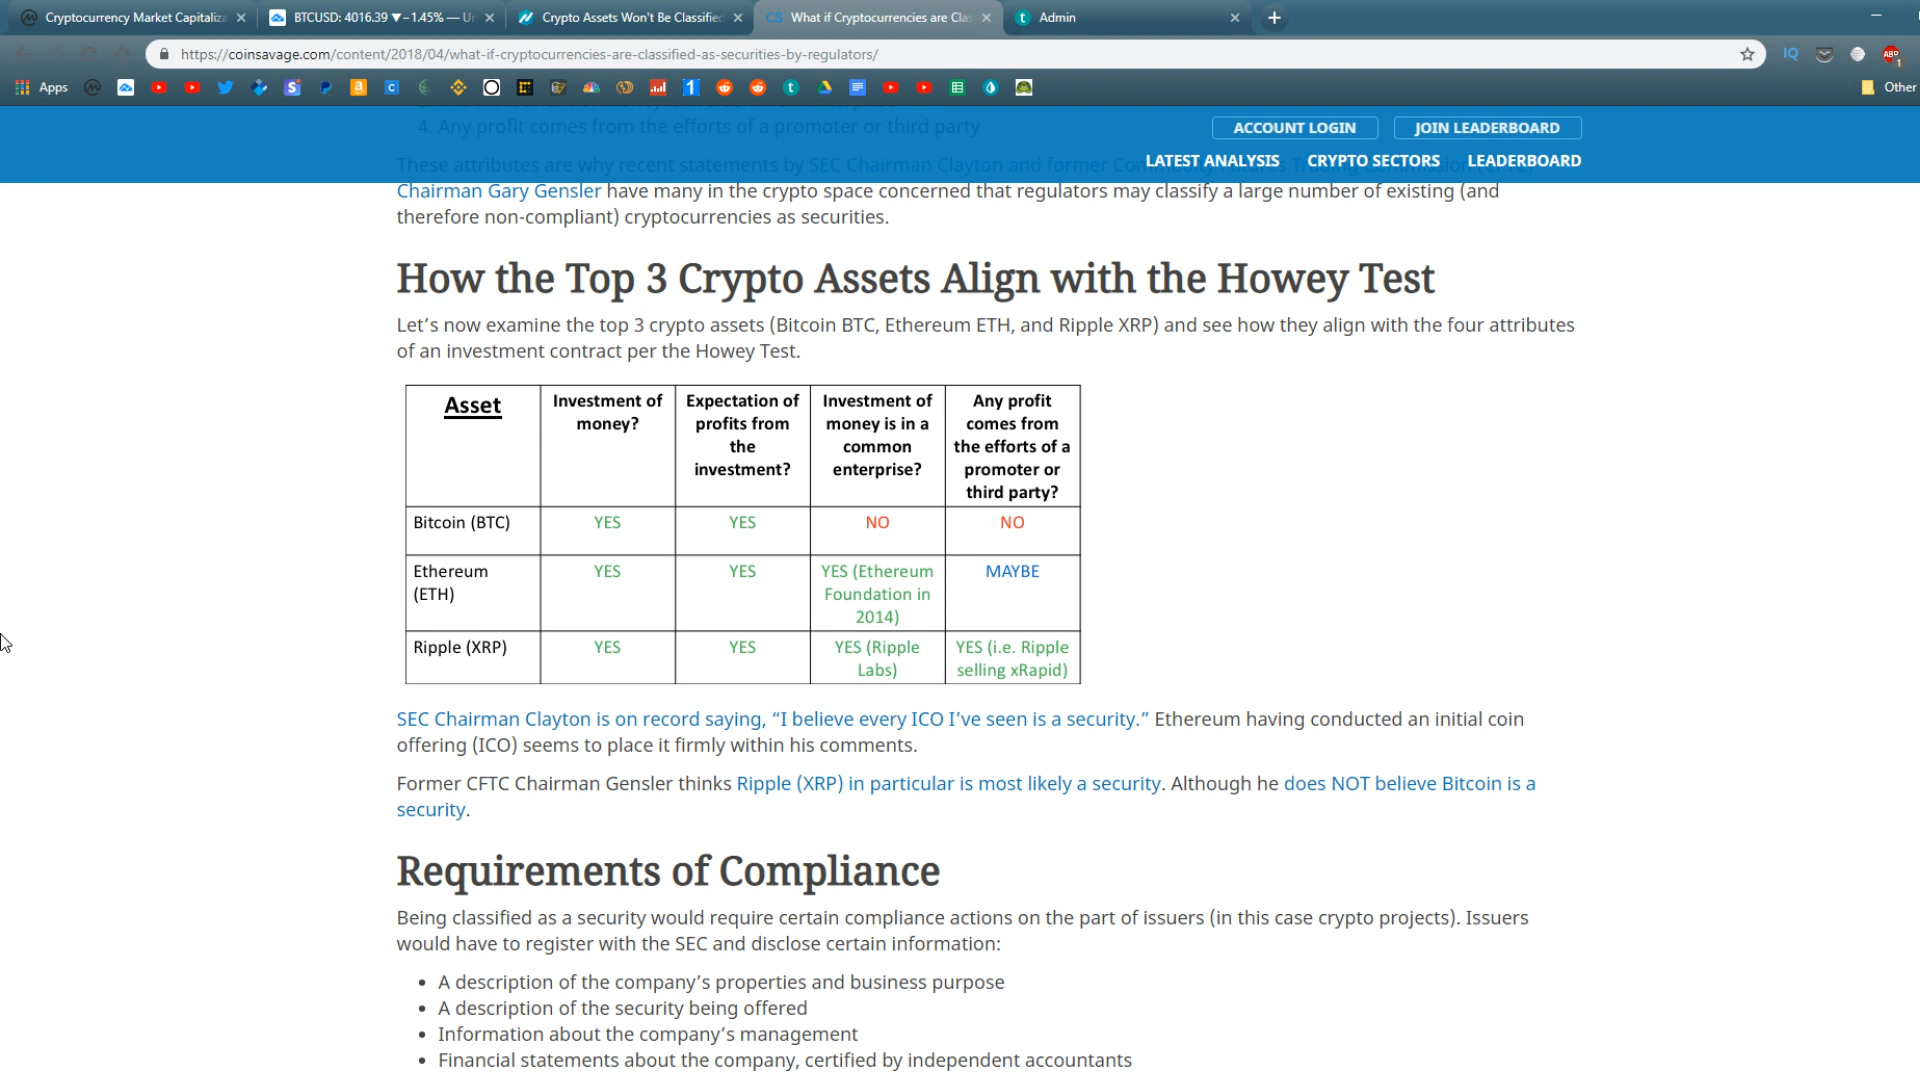 Cryptocurrency Market Capitaliza
BTCUSD: 4016.39 ▼−1.45% — Un
Crypto Assets Won't Be Classified
What if Cryptocurrencies are Clas
Admin
https://coinsavage.com/content/2018/04/what-if-cryptocurrencies-are-classified-as-securities-by-regulators/
Apps
Other
4. Any profit comes from the efforts of a promoter or third party
ACCOUNT LOGIN
JOIN LEADERBOARD
These attributes are why recent statements by SEC Chairman Clayton and former
LATEST ANALYSIS
CRYPTO SECTORS
LEADERBOARD
Chairman Gary Gensler have many in the crypto space concerned that regulators may classify a large number of existing (and
therefore non-compliant) cryptocurrencies as securities.
How the Top 3 Crypto Assets Align with the Howey Test
Let's now examine the top 3 crypto assets (Bitcoin BTC, Ethereum ETH, and Ripple XRP) and see how they align with the four attributes
of an investment contract per the Howey Test.
Asset
Investment of
money?
Expectation of
profits from
the
investment?
Investment of
money is in a
common
enterprise?
Any profit
comes from
the efforts of a
promoter or
third party?
Bitcoin (BTC)
YES
YES
NO
NO
Ethereum
(ETH)
YES
YES
YES (Ethereum
Foundation in
2014)
MAYBE
Ripple (XRP)
YES
YES
YES (Ripple
Labs)
YES (i.e. Ripple
selling xRapid)
SEC Chairman Clayton is on record saying, “I believe every ICO I’ve seen is a security.” Ethereum having conducted an initial coin
offering (ICO) seems to place it firmly within his comments.
Former CFTC Chairman Gensler thinks Ripple (XRP) in particular is most likely a security. Although he does NOT believe Bitcoin is a
security.
Requirements of Compliance
Being classified as a security would require certain compliance actions on the part of issuers (in this case crypto projects). Issuers
would have to register with the SEC and disclose certain information:
• A description of the company’s properties and business purpose
• A description of the security being offered
• Information about the company’s management
• Financial statements about the company, certified by independent accountants